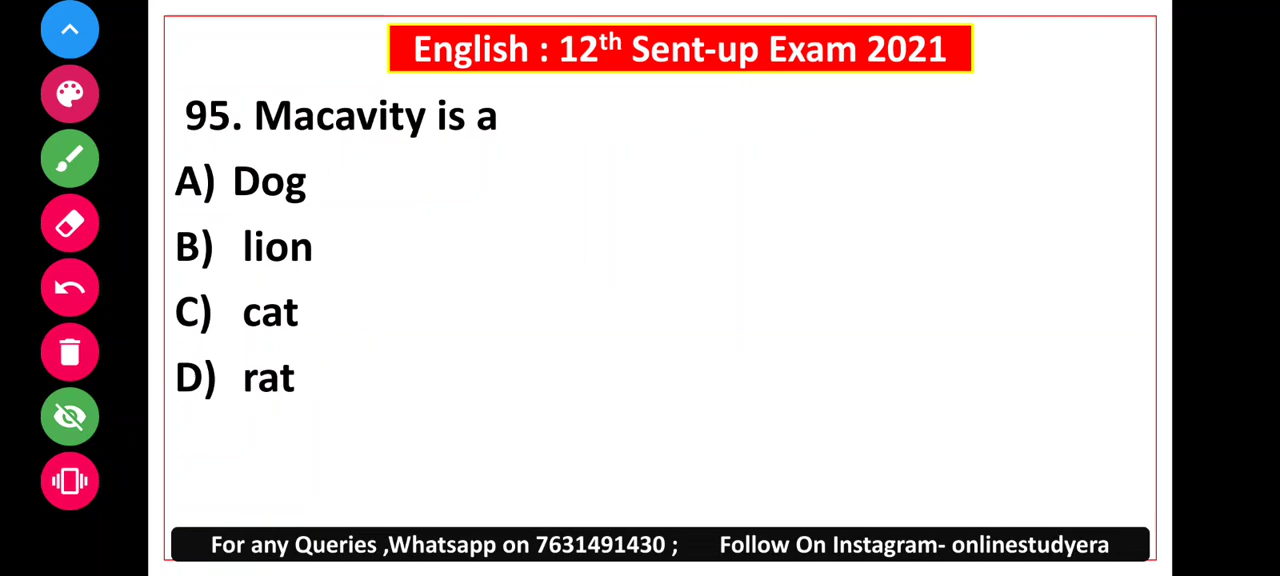 English : 12th Sent-up Exam 2021
95. Macavity is a
A) Dog
B) lion
C) cat
D) rat
For any Queries ,Whatsapp on 7631491430 ; Follow On Instagram- onlinestudyera